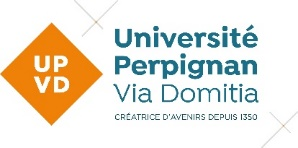 UP
VD
Université
Perpignan
Via Domitia
CRÉATRICE D'AVENIRS DEPUIS 1350